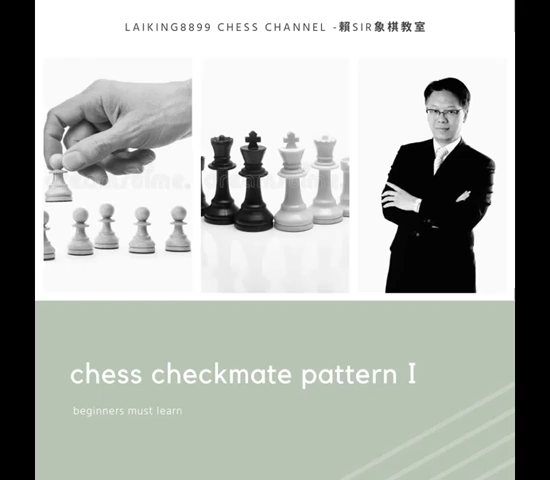 LAIKING8899 CHESS CHANNEL -賴SIR象棋教室
chess checkmate pattern I
beginners must learn